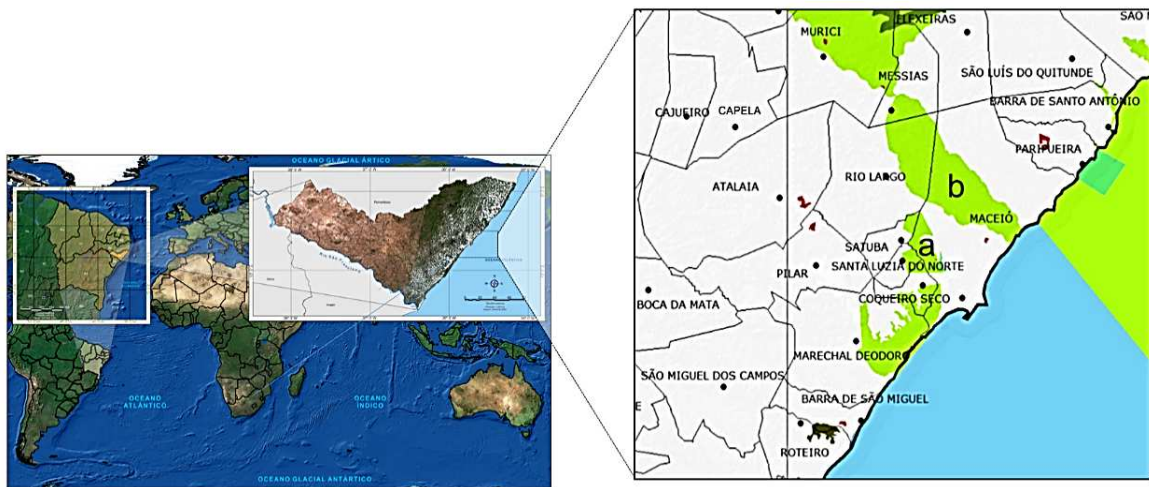 OCEANO GLACIAL ÁRTICO
OCEANO
ATLÂNTICO
OCEANO
ÍNDICO
OCEANO GLACIAL ANTÁRTICO
MURICI
MESSIAS
SÃO LUÍS DO QUITUNDE
BARRA DE SANTO ANTÔNIO
CAJUEIRO
CAPELA
PARIPUEIRA
ATALAIA
RIO LARGO
b
MACEIÓ
SATUBA
a
PILAR
SANTA LUZIA DO NORTE
BOCA DA MATA
COQUEIRO SECO
MARECHAL DEODORO
SÃO MIGUEL DOS CAMPOS
BARRA DE SÃO MIGUEL
ROTEIRO